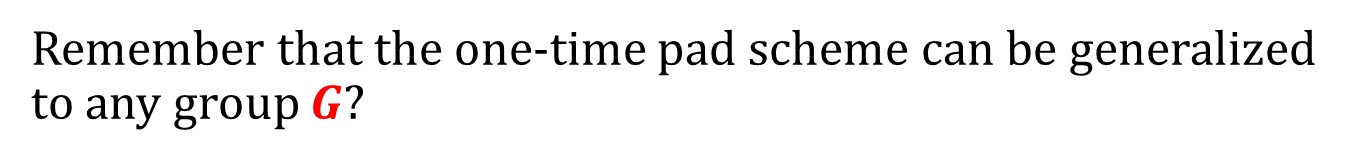 Remember that the one-time pad scheme can be generalized
to any group G?